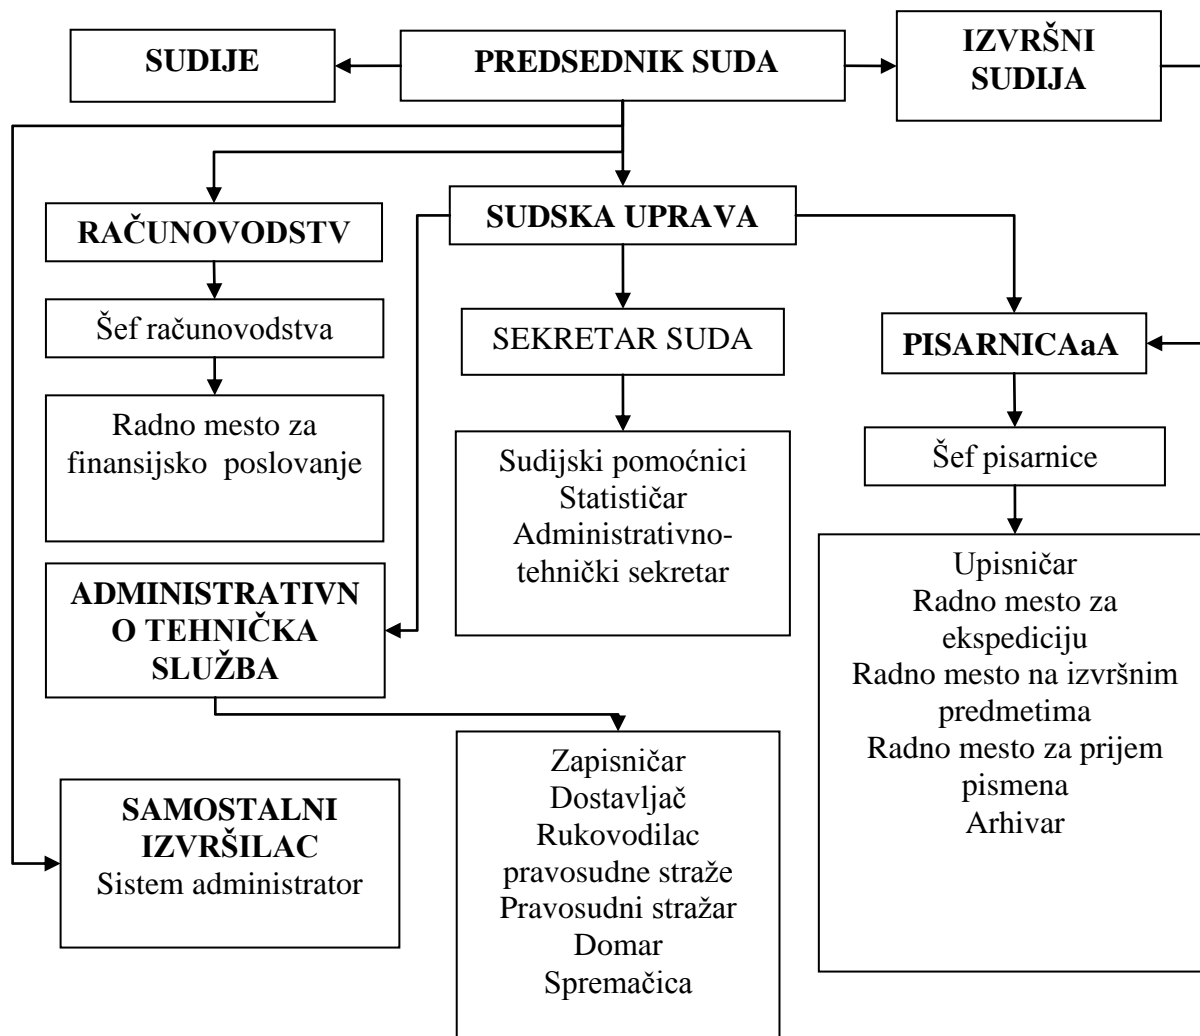 SUDIJE
PREDSEDNIK SUDA
IZVRŠNI
SUDIJA
RAČUNOVODSTV
SUDSKA UPRAVA
Šef računovodstva
SEKRETAR SUDA
PISARNICAaA
Radno mesto za
finansijsko poslovanje
Sudijski pomoćnici
Statističar
Administrativno-
tehnički sekretar
Šef pisarnice
ADMINISTRATIVN
O TEHNIČKA
SLUŽBA
Upisničar
Radno mesto za
ekspediciju
Radno mesto na izvršnim
predmetima
Radno mesto za prijem
pismena
Arhivar
SAMOSTALNI
IZVRŠILAC
Sistem administrator
Zapisničar
Dostavljač
Rukovodilac
pravosudne straže
Pravosudni stražar
Domar
Spremačica